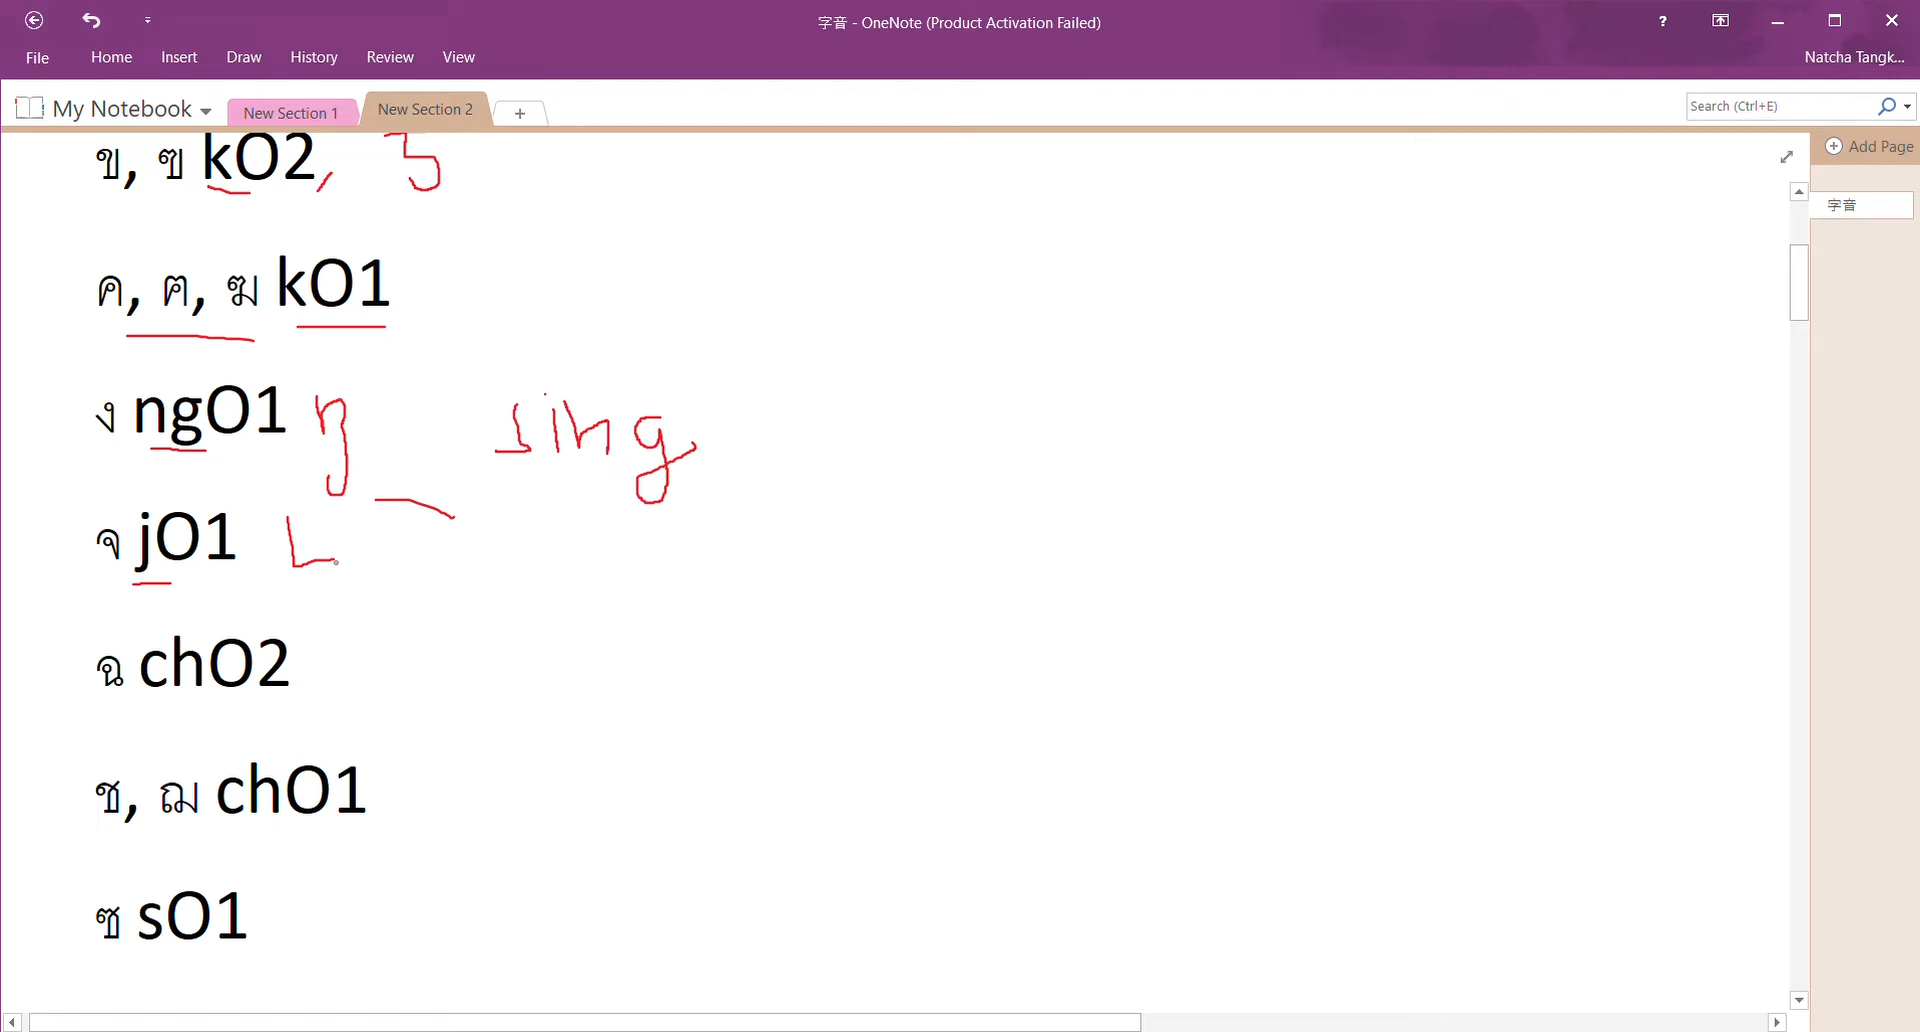 字音 - OneNote (Product Activation Failed)
?
File Home Insert Draw History Review View
Natcha Tangk...
My Notebook New Section 1 New Section 2 +
Search (Ctrl+E)
Add Page
字音
ข, ฃ kO2, 3
ค, ฅ, ฆ kO1
ง ngO1 ŋ sing
จ jO1 L
ฉ chO2
ช, ฌ chO1
ซ sO1